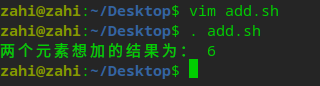 zahi@zahi:~/Desktop$ vim add.sh
zahi@zahi:~/Desktop$ . add.sh
两个元素想加的结果为： 6
zahi@zahi:~/Desktop$